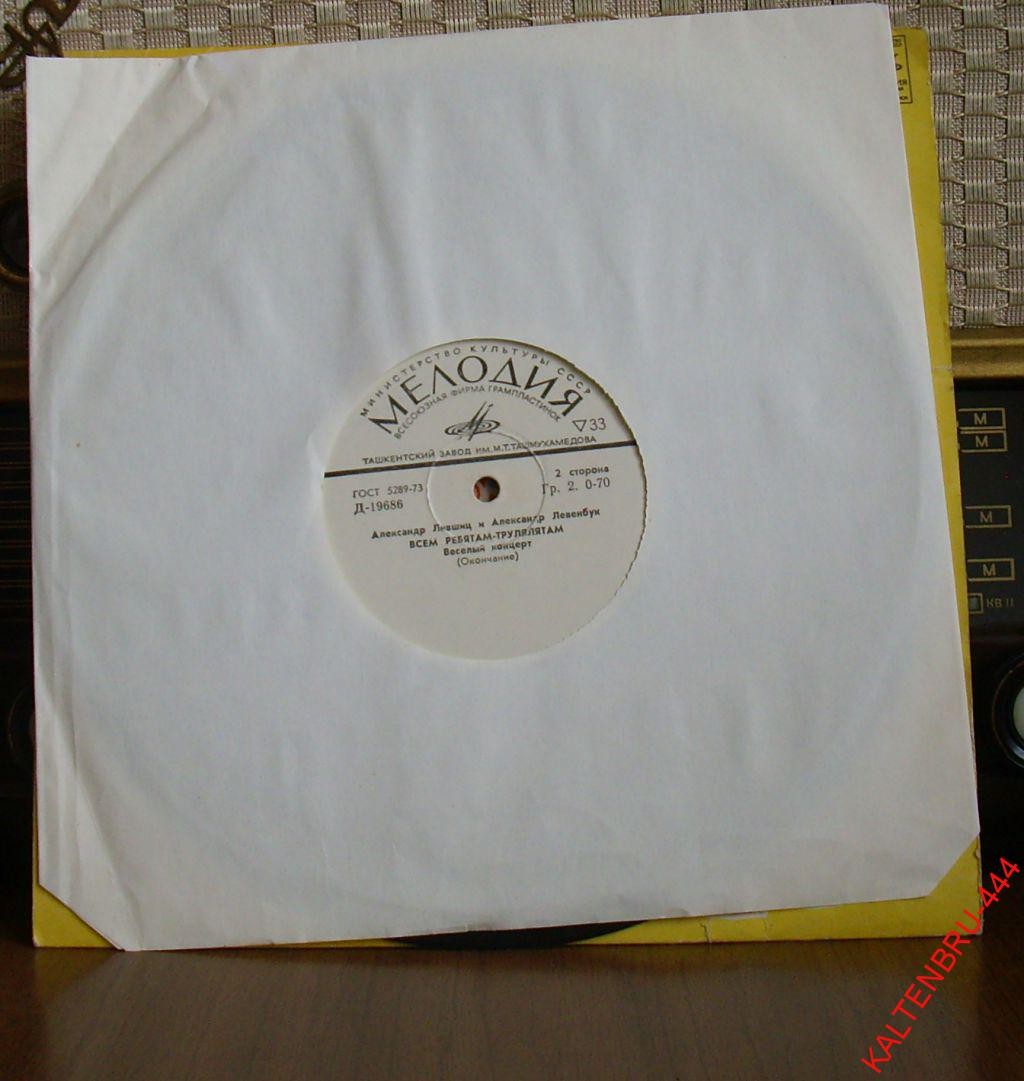 МИНИСТЕРСТВО КУЛЬТУРЫ СССР
МЕЛОДИЯ
ВСЕСОЮЗНАЯ ФИРМА ГРАМПЛАСТИНОК
▽33
ТАШКЕНТСКИЙ ЗАВОД ИМ. М.Т.ТАШМУХАМЕДОВА
ГОСТ 5289-73
2 сторона
Д-19686
Гр. 2. 0-70
Александр Лившиц и Александр Левенбук
ВСЕМ РЕБЯТАМ-ТРУЛЯЛЯТАМ
Веселый концерт
(Окончание)
М
М
М
М
КВ II
KALTENBRU-444